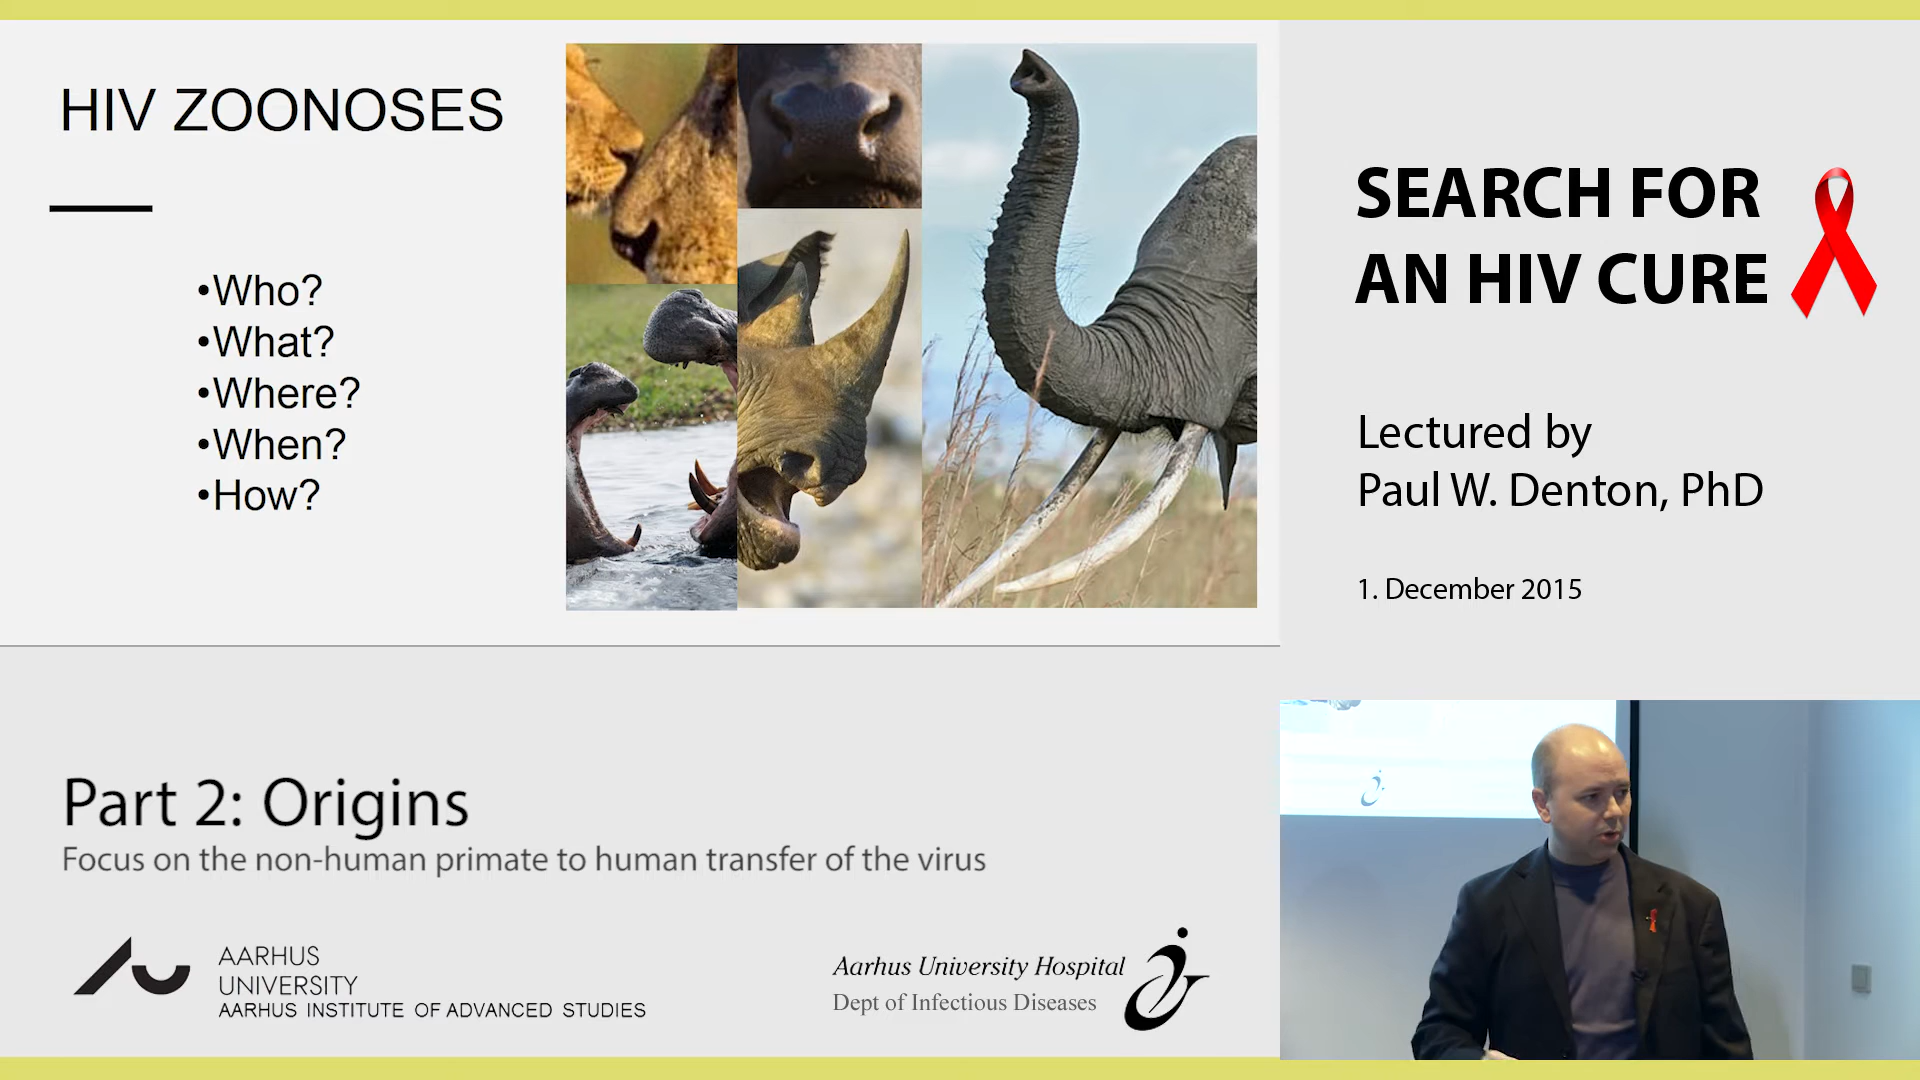 HIV ZOONOSES
•Who?
•What?
•Where?
•When?
•How?
SEARCH FOR
AN HIV CURE
Lectured by
Paul W. Denton, PhD
1. December 2015
Part 2: Origins
Focus on the non-human primate to human transfer of the virus
AARHUS
UNIVERSITY
AARHUS INSTITUTE OF ADVANCED STUDIES
Aarhus University Hospital
Dept of Infectious Diseases